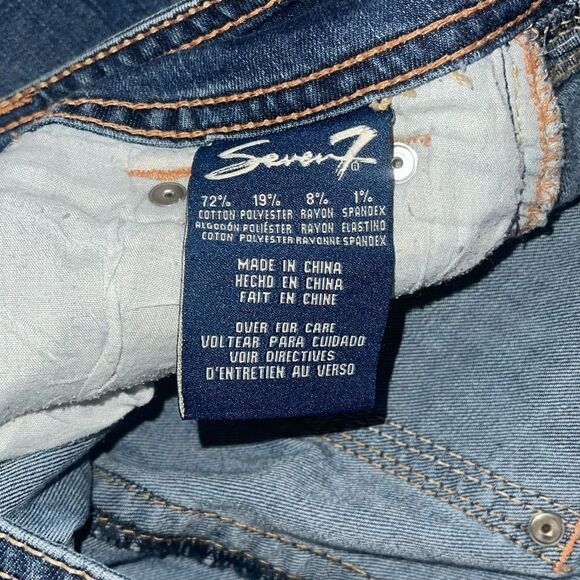 Seven7
72% 19% 8% 1%
COTTON POLYESTER RAYON SPANDEX
ALGODÓN POLIÉSTER RAYON ELASTINO
COTON POLYESTER RAYONNE SPANDEX
MADE IN CHINA
HECHO EN CHINA
FAIT EN CHINE
OVER FOR CARE
VOLTEAR PARA CUIDADO
VOIR DIRECTIVES
D'ENTRETIEN AU VERSO